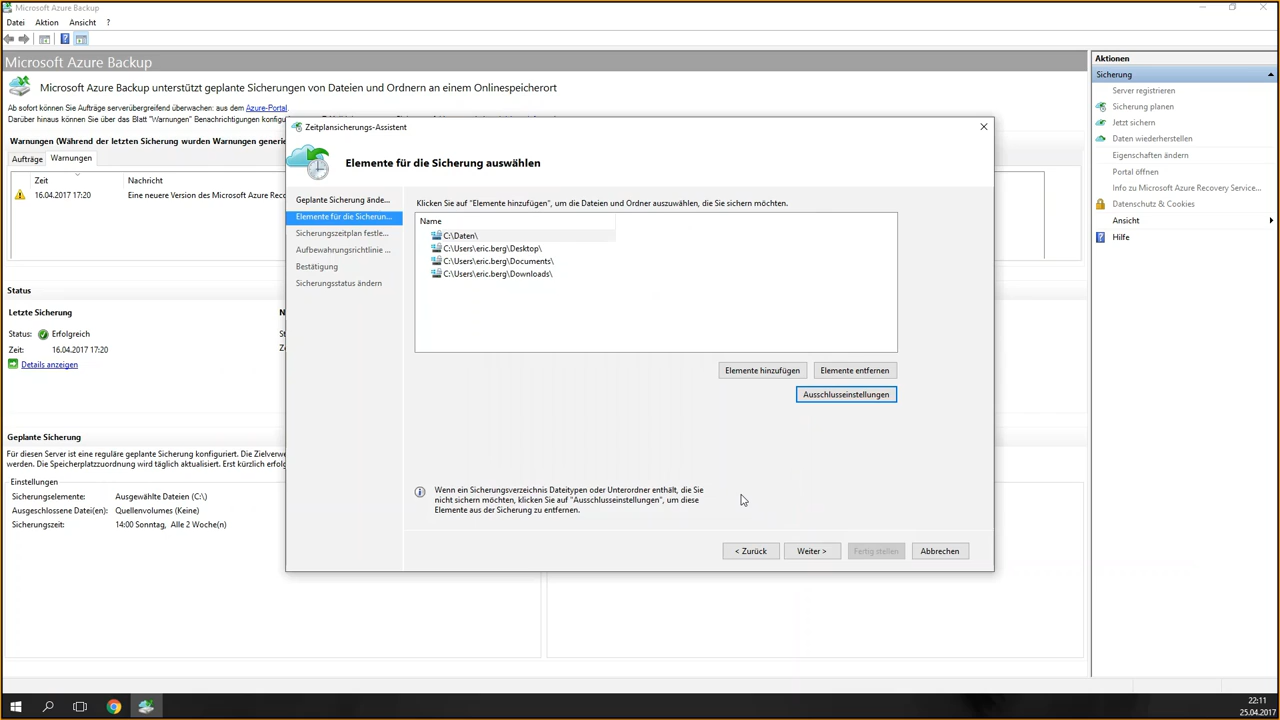 Microsoft Azure Backup
Datei Aktion Ansicht ?
Microsoft Azure Backup
Microsoft Azure Backup unterstützt geplante Sicherungen von Dateien und Ordnern an einem Onlinespeicherort
Ab sofort können Sie Aufträge serverübergreifend überwachen: aus dem Azure-Portal.
Darüber hinaus können Sie über das Blatt "Warnungen" Benachrichtigungen
Warnungen (Während der letzten Sicherung wurden Warnungen
Aufträge Warnungen
Zeit Nachricht
16.04.2017 17:20 Eine neuere Version des Microsoft Azure
Status
Letzte Sicherung
Status: Erfolgreich
Zeit: 16.04.2017 17:20
Details anzeigen
Geplante Sicherung
Für diesen Server ist eine reguläre geplante Sicherung konfiguriert. Die
werden. Die Speicherplatzuordnung wird täglich aktualisiert. Erst kürzlich
Einstellungen
Sicherungselemente: Ausgewählte Dateien (C:\)
Ausgeschlossene Datei(en): Quellenvolumes (Keine)
Sicherungszeit: 14:00 Sonntag, Alle 2 Woche(n)
Zeitplansicherungs-Assistent
Elemente für die Sicherung auswählen
Geplante Sicherung ände...
Elemente für die Sicherun...
Sicherungszeitplan festle...
Aufbewahrungsrichtlinie ...
Bestätigung
Sicherungsstatus ändern
Klicken Sie auf "Elemente hinzufügen", um die Dateien und Ordner auszuwählen, die Sie sichern möchten.
Name
C:\Daten\
C:\Users\eric.berg\Desktop\
C:\Users\eric.berg\Documents\
C:\Users\eric.berg\Downloads\
Elemente hinzufügen Elemente entfernen
Ausschlusseinstellungen
Wenn ein Sicherungsverzeichnis Dateitypen oder Unterordner enthält, die Sie
nicht sichern möchten, klicken Sie auf "Ausschlusseinstellungen", um diese
Elemente aus der Sicherung zu entfernen.
< Zurück Weiter > Fertig stellen Abbrechen
Aktionen
Sicherung
Server registrieren
Sicherung planen
Jetzt sichern
Daten wiederherstellen
Eigenschaften ändern
Portal öffnen
Info zu Microsoft Azure Recovery Service...
Datenschutz & Cookies
Ansicht
Hilfe
22:11
25.04.2017